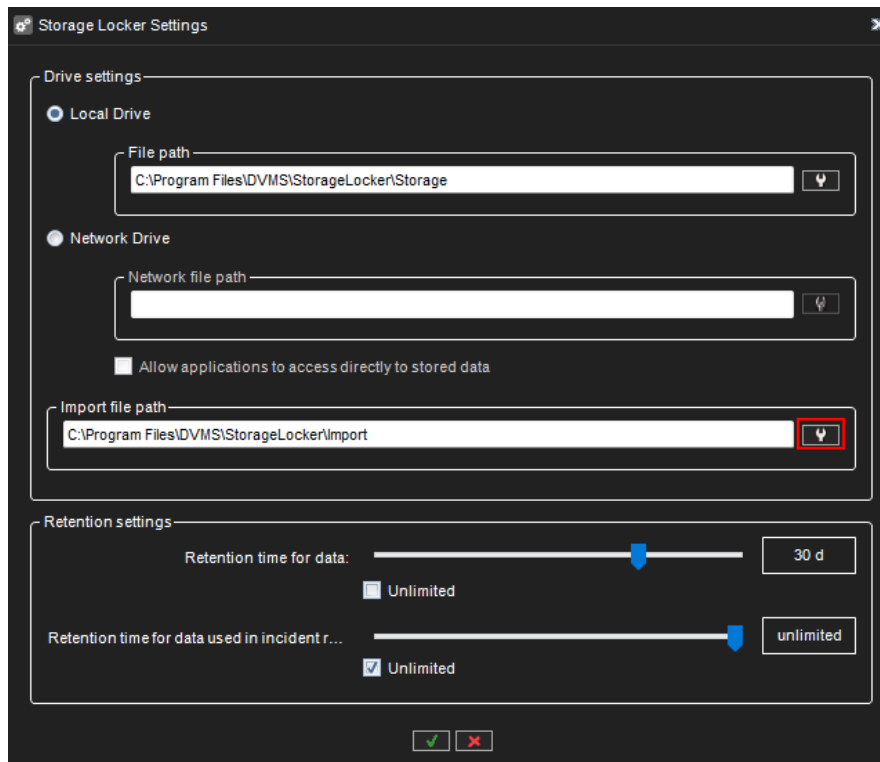 Storage Locker Settings
Drive settings
Local Drive
File path
C:\Program Files\DVMS\StorageLocker\Storage
Network Drive
Network file path
Allow applications to access directly to stored data
Import file path
C:\Program Files\DVMS\StorageLocker\Import
Retention settings
Retention time for data:
30 d
Unlimited
Retention time for data used in incident r...
unlimited
Unlimited